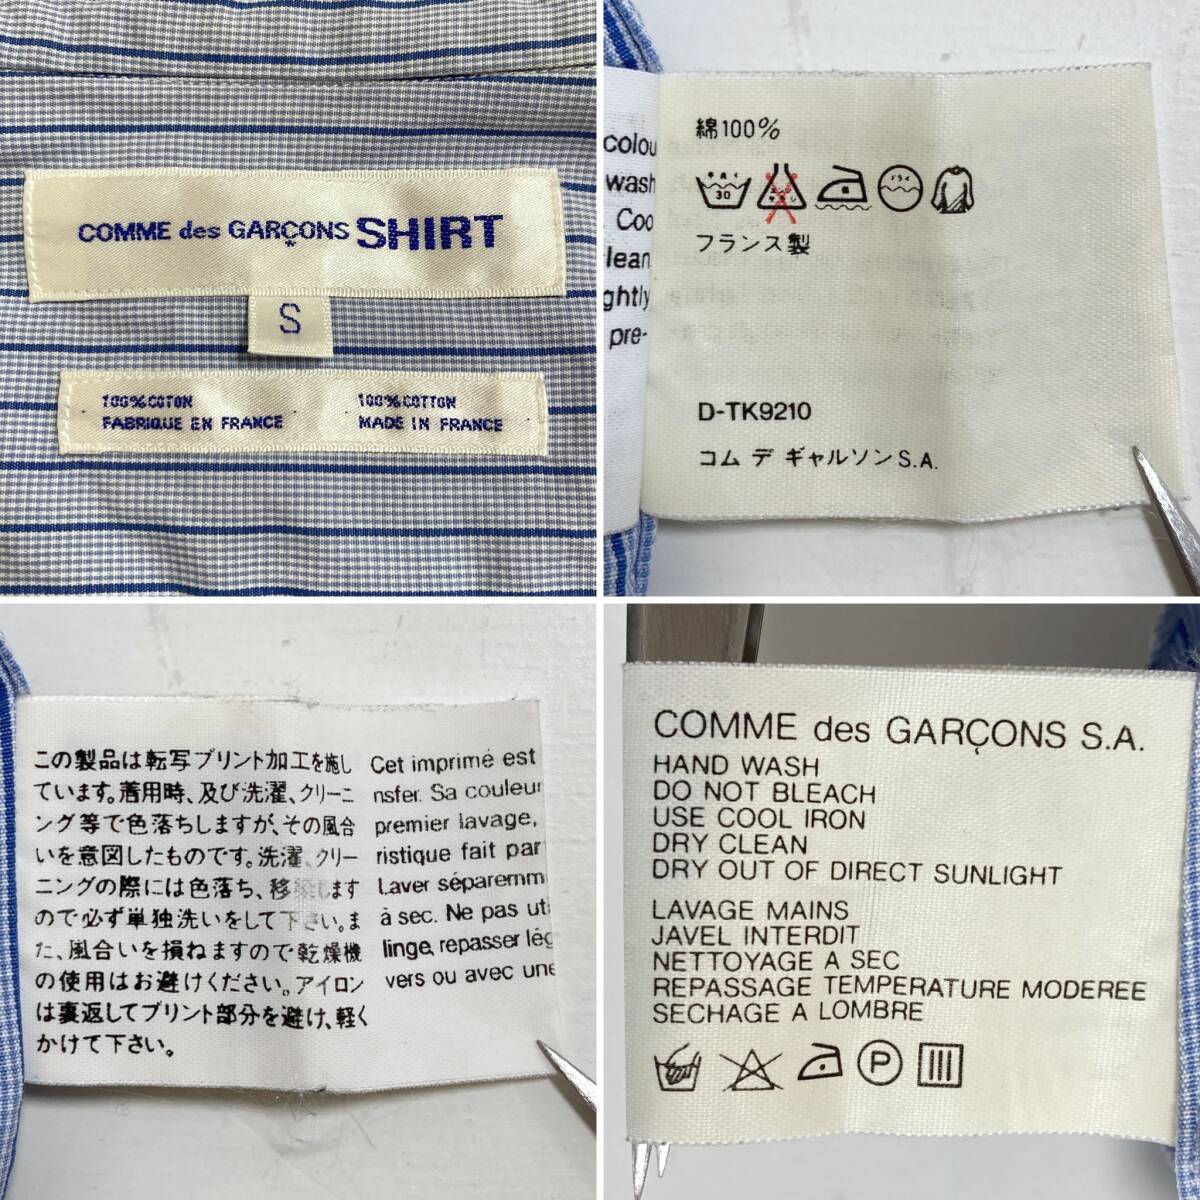 COMME des GARÇONS SHIRT
S
100%COTON
FABRIQUE EN FRANCE
100%COTTON
MADE IN FRANCE
colou
wash
. Coo
lean
ghtly
pre-
綿100%
30
フランス製
D-TK9210
コム デ ギャルソン S.A.
この製品は転写プリント加工を施し
ています。着用時、及び洗濯、クリーニ
ング等で色落ちしますが、その風合
いを意図したものです。洗濯、クリー
ニングの際には色落ち、移染します
ので必ず単独洗いをして下さい。ま
た、風合いを損ねますので乾燥機
の使用はお避けください。アイロン
は裏返してプリント部分を避け、軽く
かけて下さい。
Cet imprimé est
nsfer. Sa couleur
premier lavage,
ristique fait par
Laver séparemm
à sec. Ne pas uti
linge, repasser lég
vers ou avec une
COMME des GARÇONS S.A.
HAND WASH
DO NOT BLEACH
USE COOL IRON
DRY CLEAN
DRY OUT OF DIRECT SUNLIGHT
LAVAGE MAINS
JAVEL INTERDIT
NETTOYAGE A SEC
REPASSAGE TEMPERATURE MODEREE
SECHAGE A LOMBRE
P